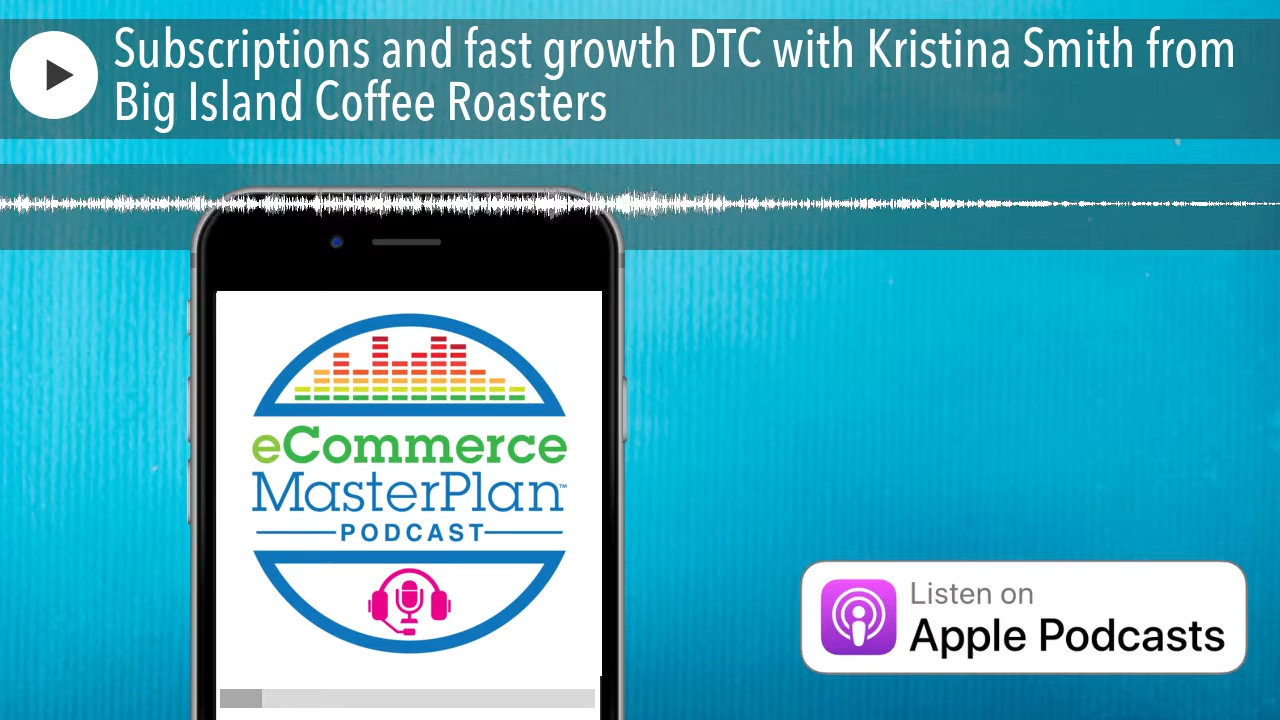 Subscriptions and fast growth DTC with Kristina Smith from
Big Island Coffee Roasters
eCommerce
MasterPlan™
PODCAST
Listen on
Apple Podcasts